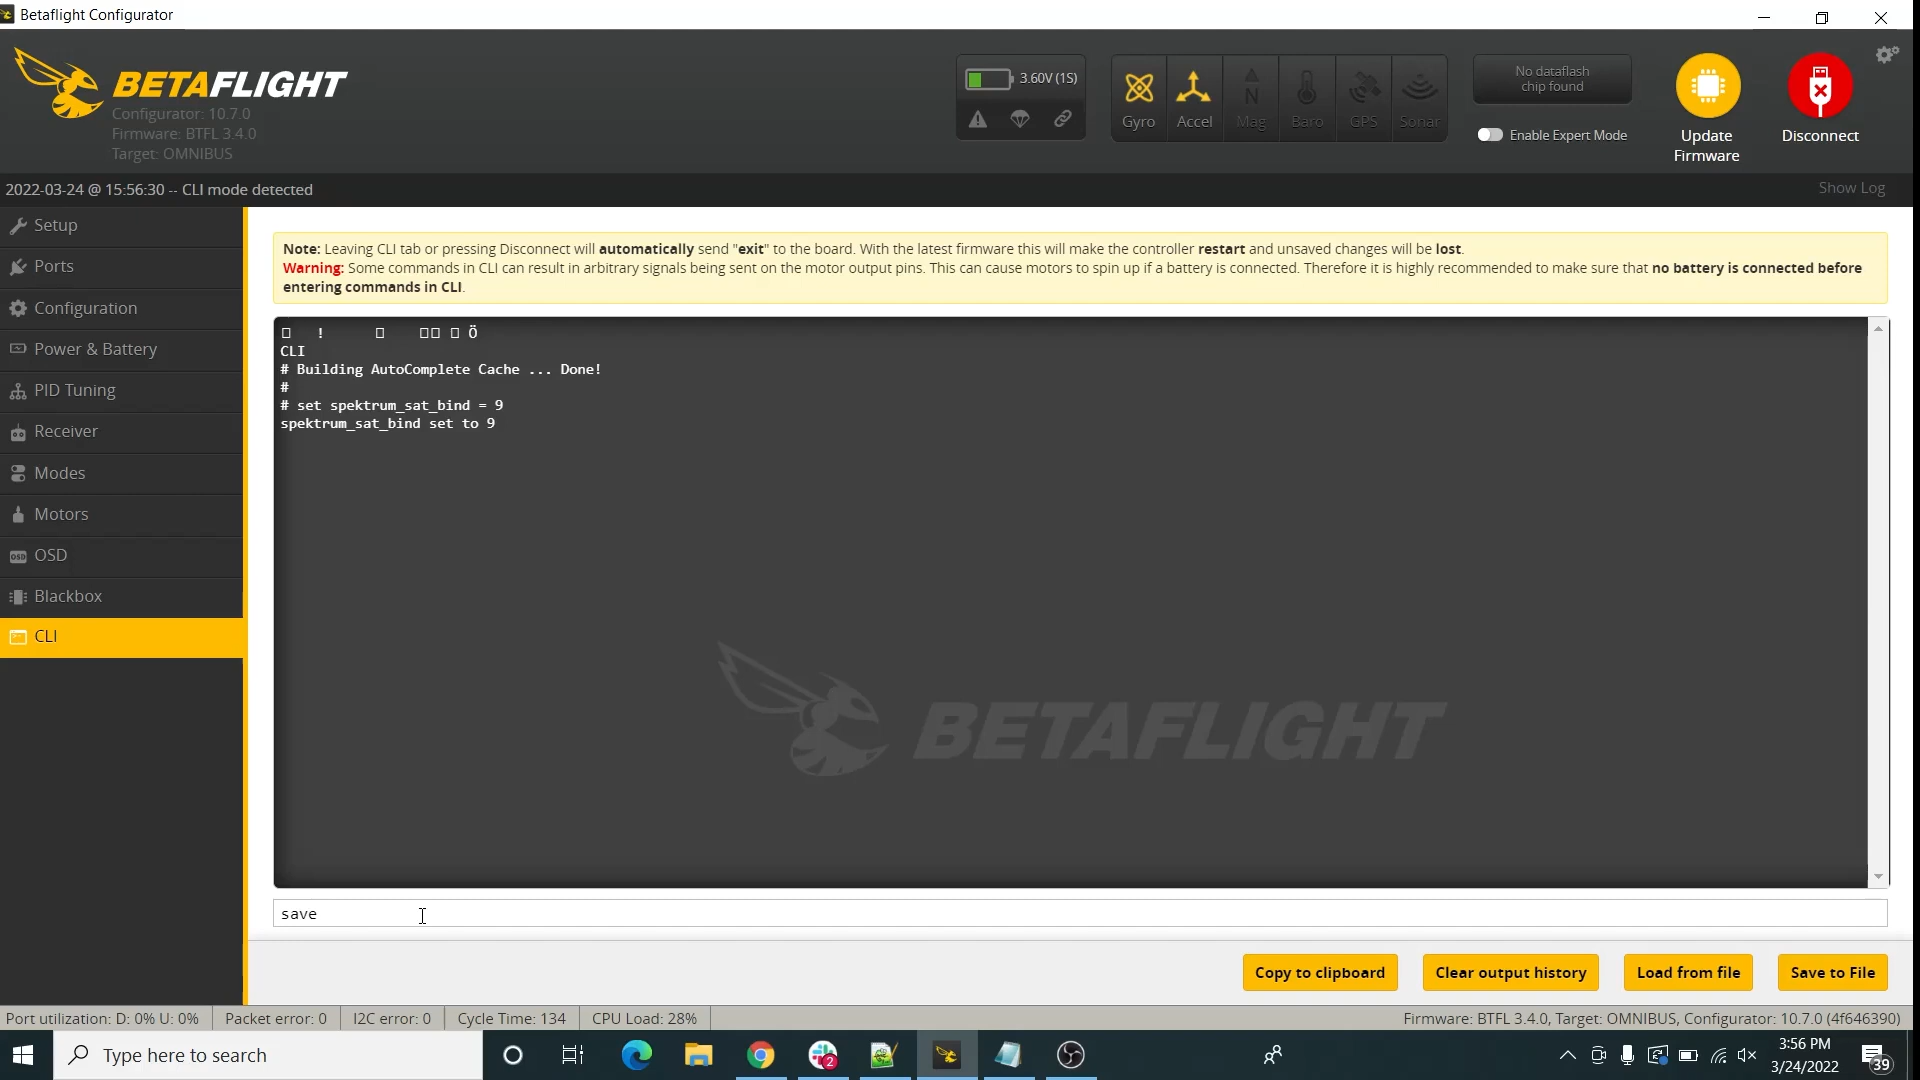 Betaflight Configurator
BETAFLIGHT
Configurator: 10.7.0
Firmware: BTFL 3.4.0
Target: OMNIBUS
3.60V (1S)
Gyro
Accel
Mag
Baro
GPS
Sonar
No dataflash
chip found
Enable Expert Mode
Update
Firmware
Disconnect
2022-03-24 @ 15:56:30 -- CLI mode detected
Show Log
Setup
Ports
Configuration
Power & Battery
PID Tuning
Receiver
Modes
Motors
OSD
Blackbox
CLI
Note: Leaving CLI tab or pressing Disconnect will automatically send "exit" to the board. With the latest firmware this will make the controller restart and unsaved changes will be lost.
Warning: Some commands in CLI can result in arbitrary signals being sent on the motor output pins. This can cause motors to spin up if a battery is connected. Therefore it is highly recommended to make sure that no battery is connected before
entering commands in CLI.
□ ! □ □□ □ Ö
CLI
# Building AutoComplete Cache ... Done!
#
# set spektrum_sat_bind = 9
spektrum_sat_bind set to 9
BETAFLIGHT
save
Copy to clipboard
Clear output history
Load from file
Save to File
Port utilization: D: 0% U: 0%
Packet error: 0
I2C error: 0
Cycle Time: 134
CPU Load: 28%
Firmware: BTFL 3.4.0, Target: OMNIBUS, Configurator: 10.7.0 (4f646390)
Type here to search
2
3:56 PM
3/24/2022
39